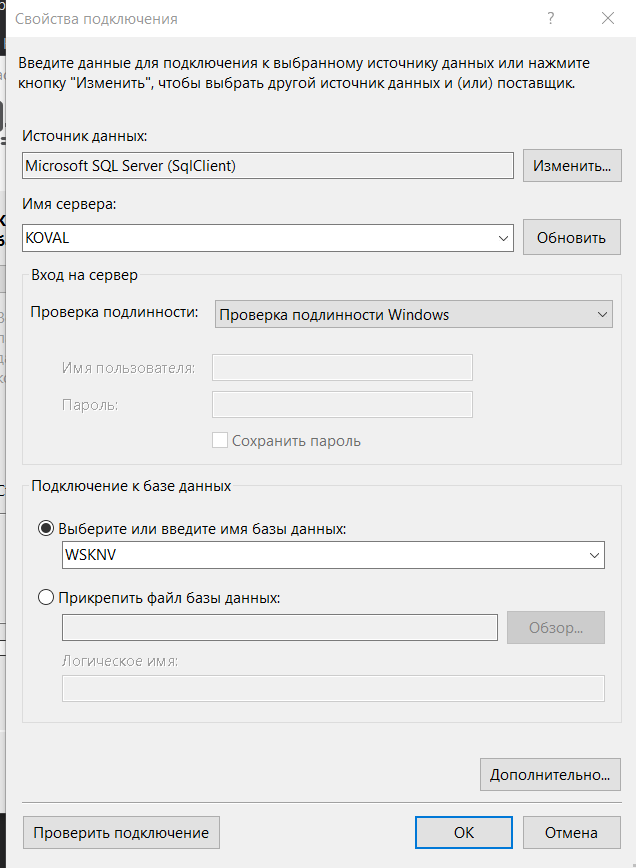 Свойства подключения
?
Введите данные для подключения к выбранному источнику данных или нажмите
кнопку "Изменить", чтобы выбрать другой источник данных и (или) поставщик.
Источник данных:
Microsoft SQL Server (SqlClient)
Изменить...
Имя сервера:
KOVAL
Обновить
Вход на сервер
Проверка подлинности:
Проверка подлинности Windows
Имя пользователя:
Пароль:
Сохранить пароль
Подключение к базе данных
Выберите или введите имя базы данных:
WSKNV
Прикрепить файл базы данных:
Обзор...
Логическое имя:
Дополнительно...
Проверить подключение
ОК
Отмена